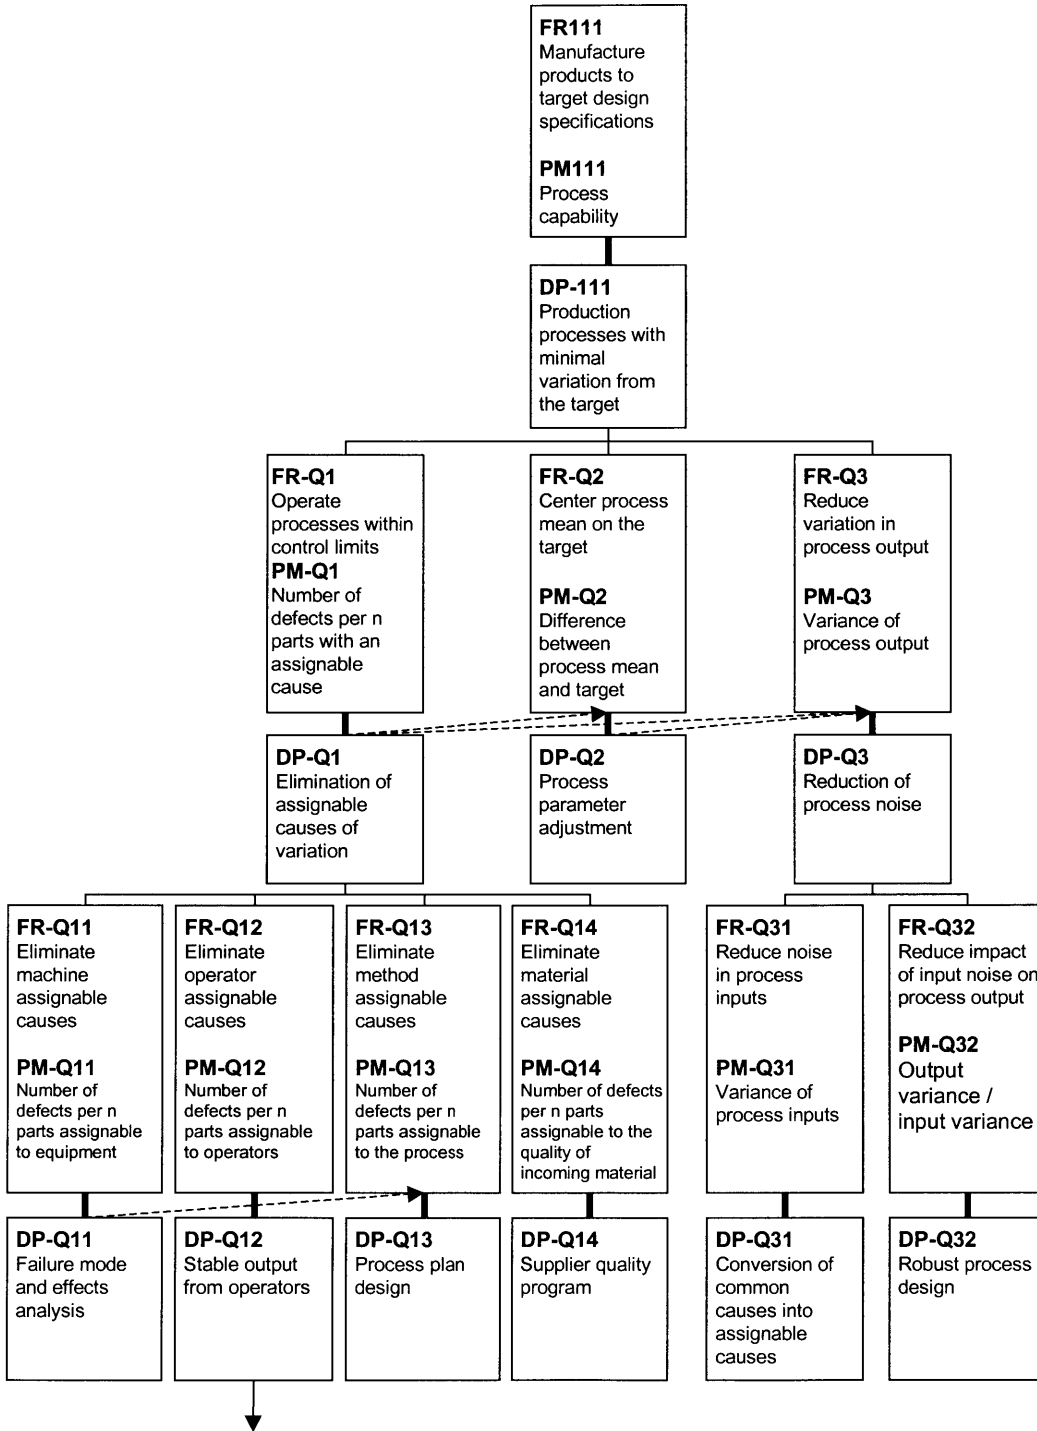 FR111
Manufacture
products to
target design
specifications
PM111
Process
capability
DP-111
Production
processes with
minimal
variation from
the target
FR-Q1
Operate
processes within
control limits
PM-Q1
Number of
defects per n
parts with an
assignable
cause
FR-Q2
Center process
mean on the
target
PM-Q2
Difference
between
process mean
and target
FR-Q3
Reduce
variation in
process output
PM-Q3
Variance of
process output
DP-Q1
Elimination of
assignable
causes of
variation
DP-Q2
Process
parameter
adjustment
DP-Q3
Reduction of
process noise
FR-Q11
Eliminate
machine
assignable
causes
PM-Q11
Number of
defects per n
parts assignable
to equipment
FR-Q12
Eliminate
operator
assignable
causes
PM-Q12
Number of
defects per n
parts assignable
to operators
FR-Q13
Eliminate
method
assignable
causes
PM-Q13
Number of
defects per n
parts assignable
to the process
FR-Q14
Eliminate
material
assignable
causes
PM-Q14
Number of defects
per n parts
assignable to the
quality of
incoming material
FR-Q31
Reduce noise
in process
inputs
PM-Q31
Variance of
process inputs
FR-Q32
Reduce impact
of input noise on
process output
PM-Q32
Output
variance /
input variance
DP-Q11
Failure mode
and effects
analysis
DP-Q12
Stable output
from operators
DP-Q13
Process plan
design
DP-Q14
Supplier quality
program
DP-Q31
Conversion of
common
causes into
assignable
causes
DP-Q32
Robust process
design